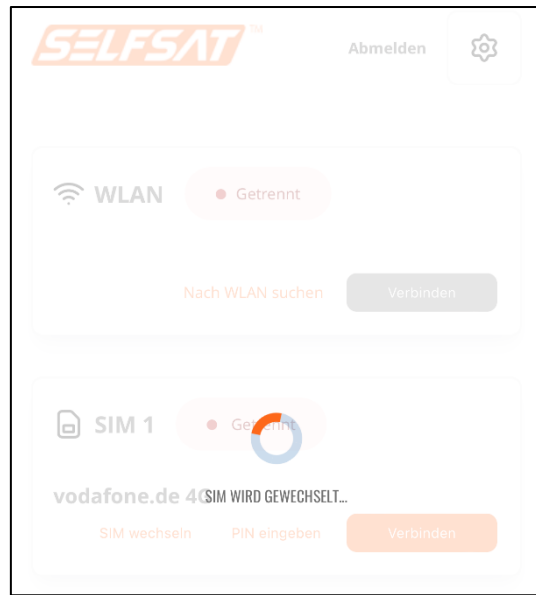 SELFSAT™
Abmelden
WLAN
Getrennt
Nach WLAN suchen
Verbinden
SIM 1
Getrennt
vodafone.de 4G
SIM WIRD GEWECHSELT...
SIM wechseln
PIN eingeben
Verbinden